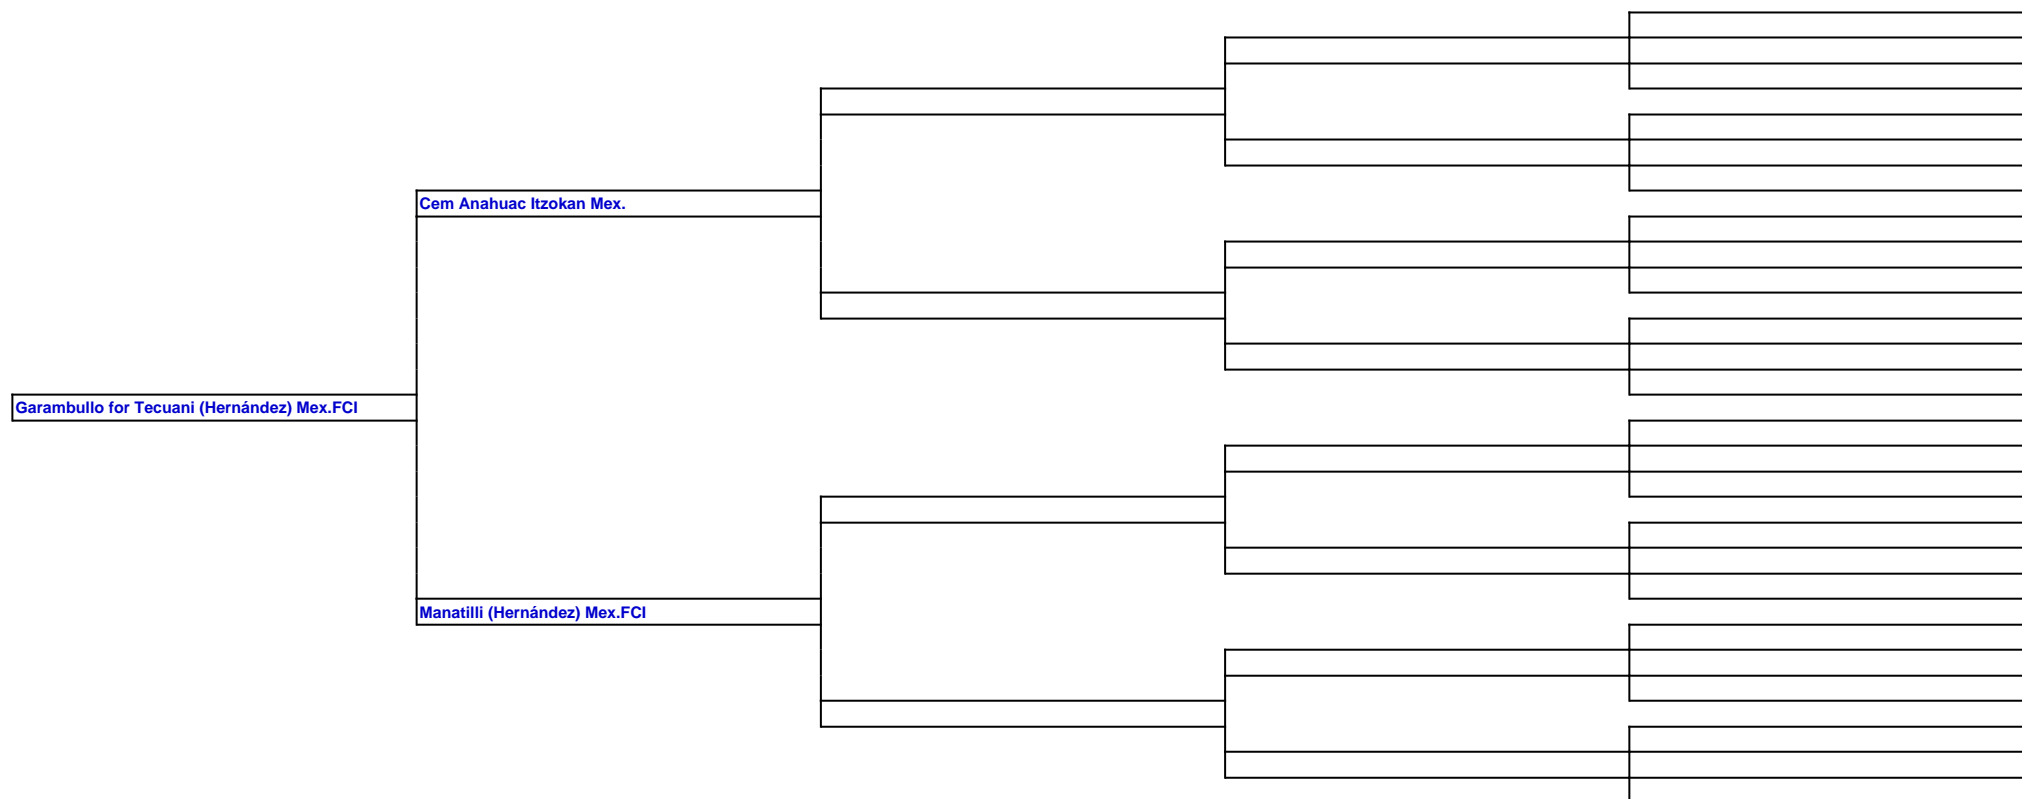 Cem Anahuac Itzokan Mex.
Garambullo for Tecuani (Hernández) Mex.FCI
Manatilli (Hernández) Mex.FCI